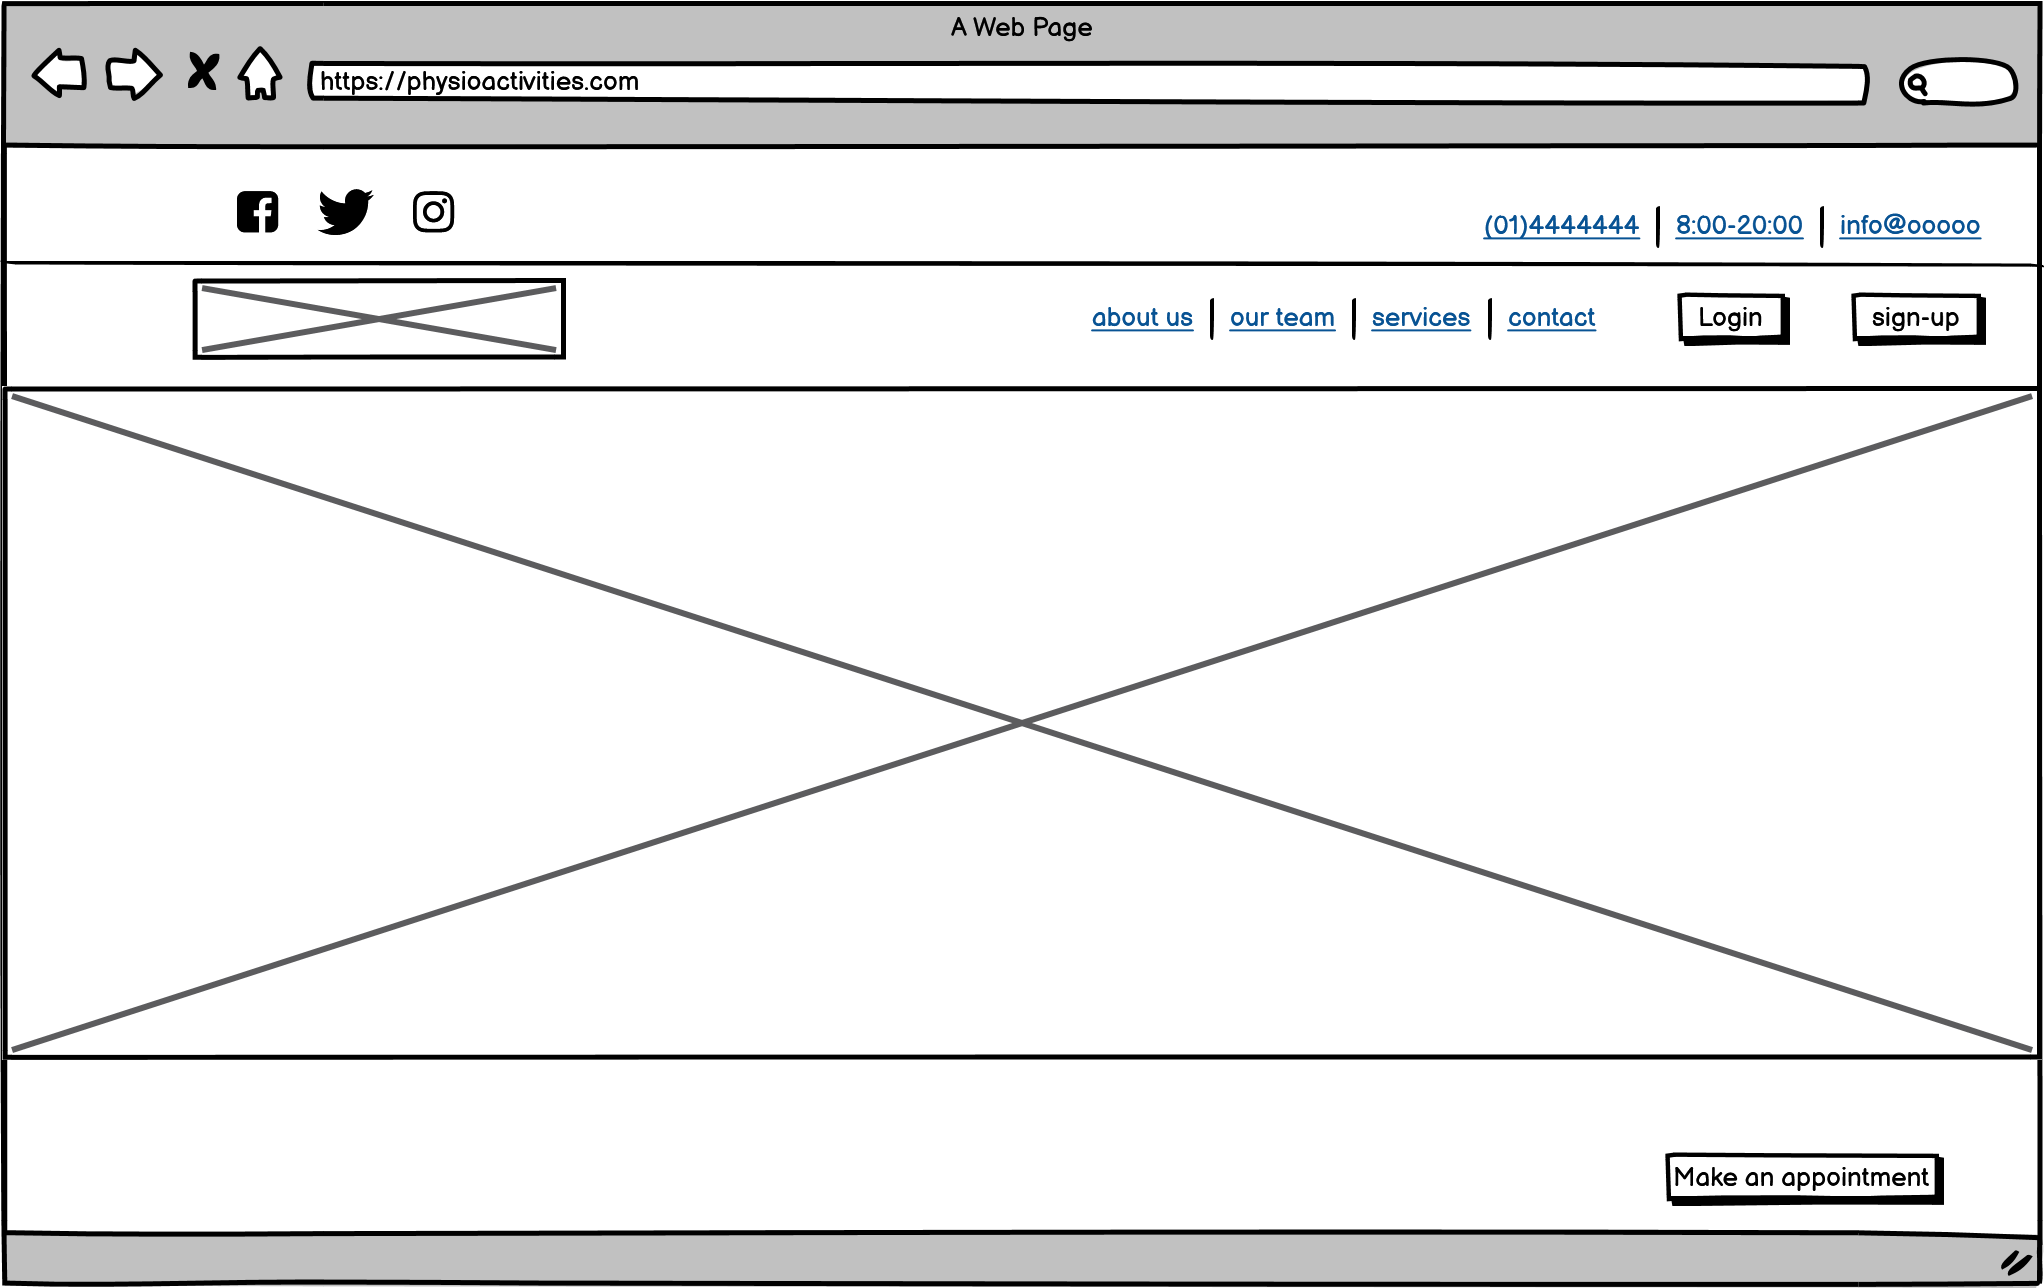 A Web Page
https://physioactivities.com
(01)4444444 8:00-20:00 info@ooooo
about us our team services contact Login sign-up
Make an appointment